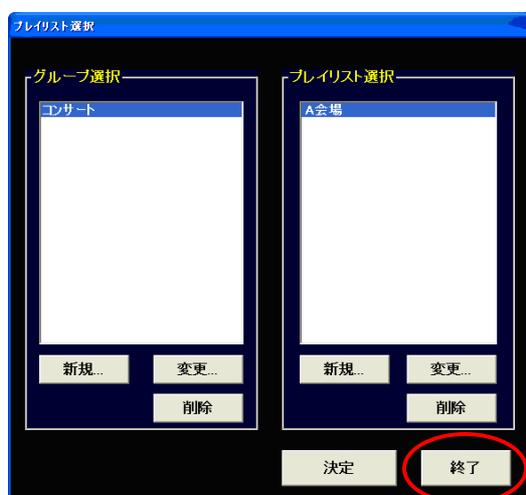 プレイリスト選択
グループ選択
プレイリスト選択
コンサート
A会場
新規...
変更...
新規...
変更...
削除
削除
決定
終了